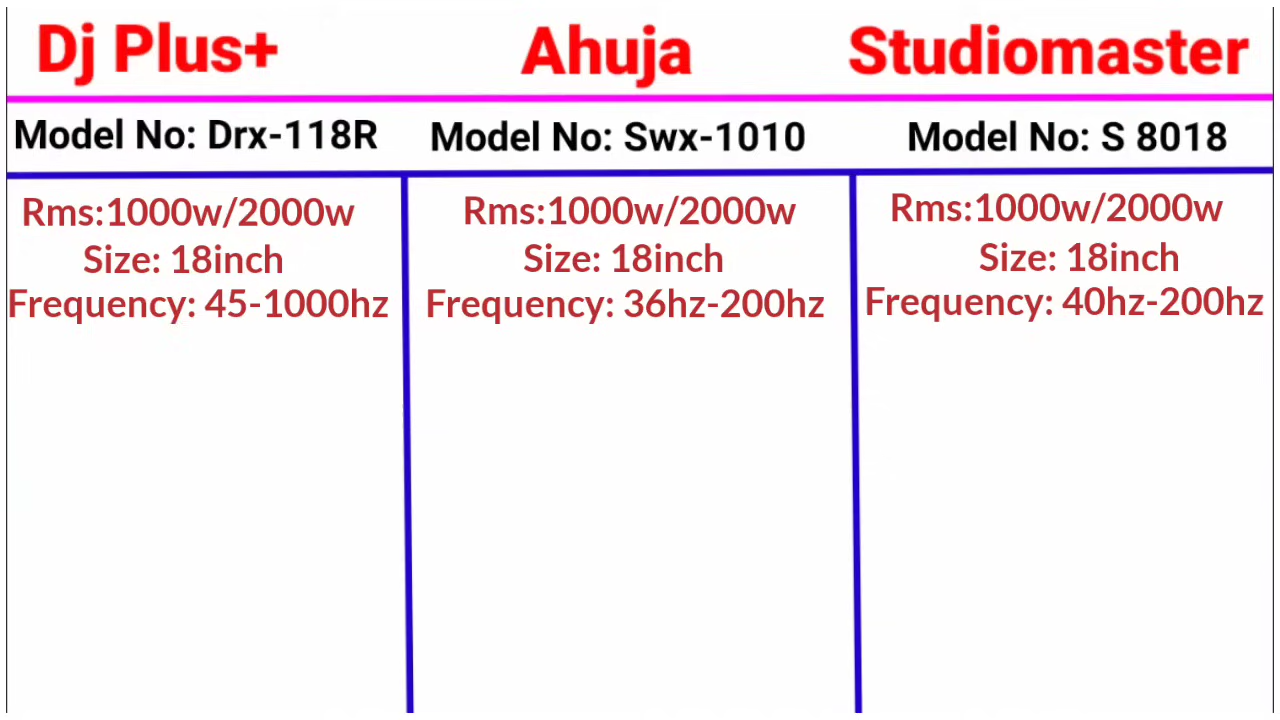 Dj Plus+ Ahuja Studiomaster
Model No: Drx-118R Model No: Swx-1010 Model No: S 8018
Rms:1000w/2000w Rms:1000w/2000w Rms:1000w/2000w
Size: 18inch Size: 18inch Size: 18inch
Frequency: 45-1000hz Frequency: 36hz-200hz Frequency: 40hz-200hz